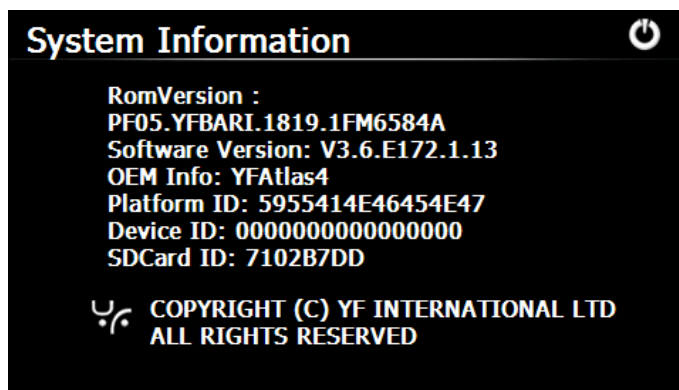 System Information
RomVersion :
PF05.YFBARI.1819.1FM6584A
Software Version: V3.6.E172.1.13
OEM Info: YFAtlas4
Platform ID: 5955414E46454E47
Device ID: 0000000000000000
SDCard ID: 7102B7DD
COPYRIGHT (C) YF INTERNATIONAL LTD
ALL RIGHTS RESERVED